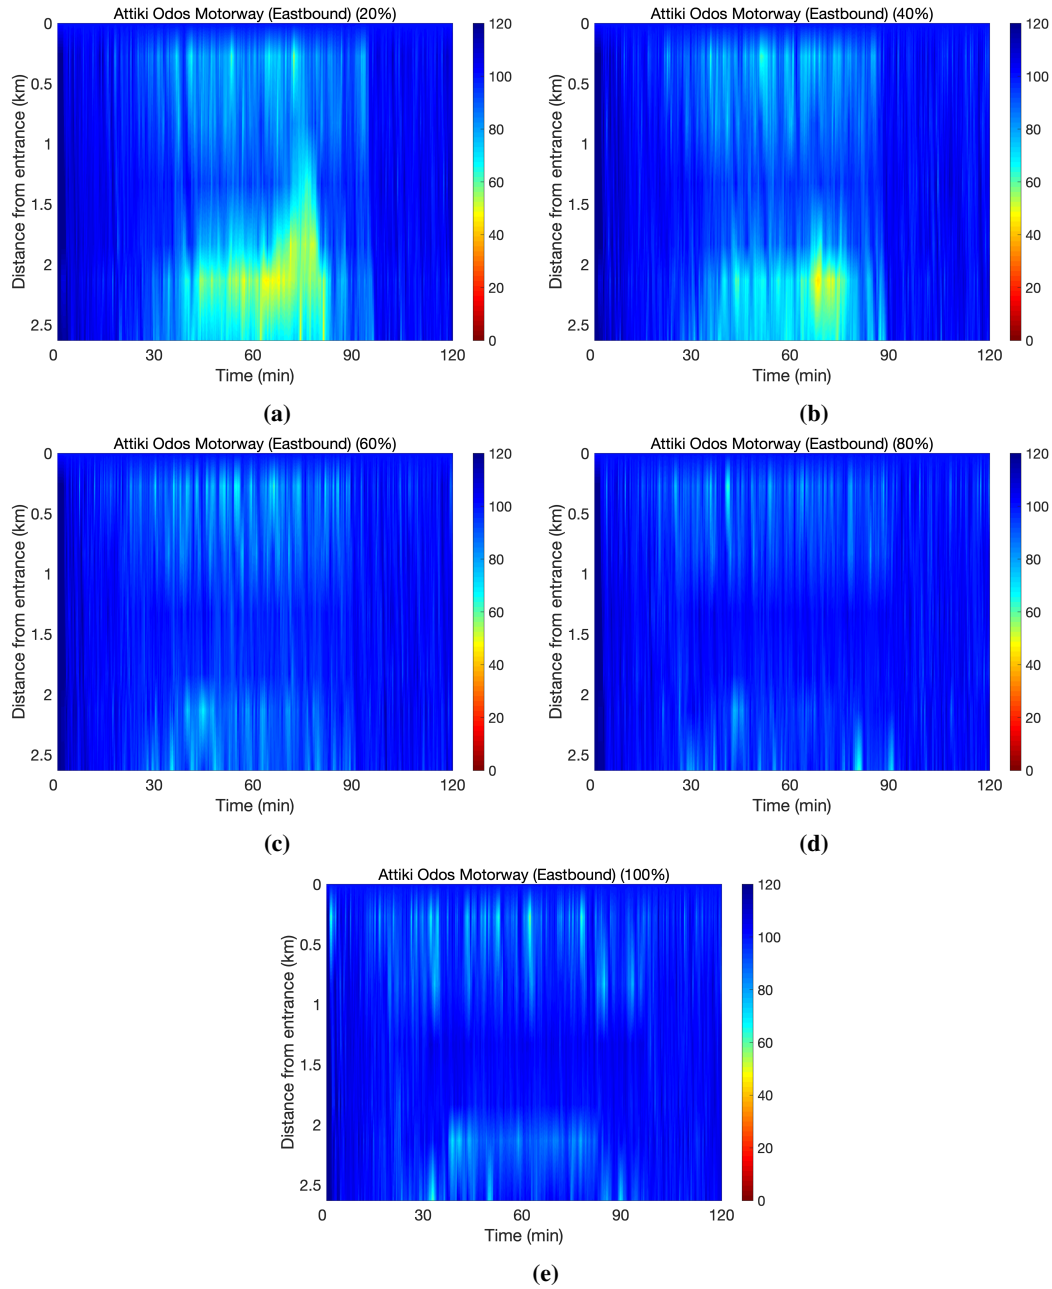 Attiki Odos Motorway (Eastbound) (20%)
Distance from entrance (km)
0
0.5
1
1.5
2
2.5
0 30 60 90 120
Time (min)
120
100
80
60
40
20
0
(a)
Attiki Odos Motorway (Eastbound) (40%)
Distance from entrance (km)
0
0.5
1
1.5
2
2.5
0 30 60 90 120
Time (min)
120
100
80
60
40
20
0
(b)
Attiki Odos Motorway (Eastbound) (60%)
Distance from entrance (km)
0
0.5
1
1.5
2
2.5
0 30 60 90 120
Time (min)
120
100
80
60
40
20
0
(c)
Attiki Odos Motorway (Eastbound) (80%)
Distance from entrance (km)
0
0.5
1
1.5
2
2.5
0 30 60 90 120
Time (min)
120
100
80
60
40
20
0
(d)
Attiki Odos Motorway (Eastbound) (100%)
Distance from entrance (km)
0
0.5
1
1.5
2
2.5
0 30 60 90 120
Time (min)
120
100
80
60
40
20
0
(e)